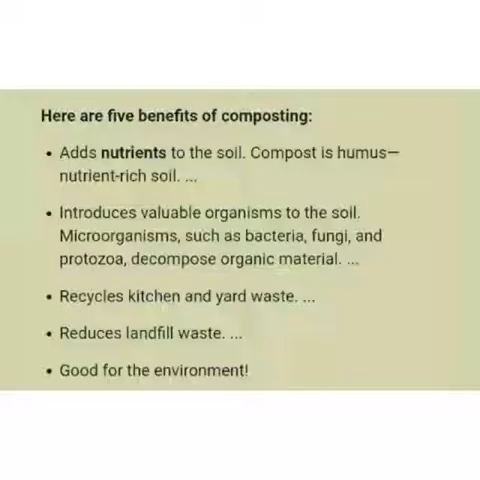 Here are five benefits of composting:
• Adds nutrients to the soil. Compost is humus—
nutrient-rich soil. ...
• Introduces valuable organisms to the soil.
Microorganisms, such as bacteria, fungi, and
protozoa, decompose organic material. ...
• Recycles kitchen and yard waste. ...
• Reduces landfill waste. ...
• Good for the environment!